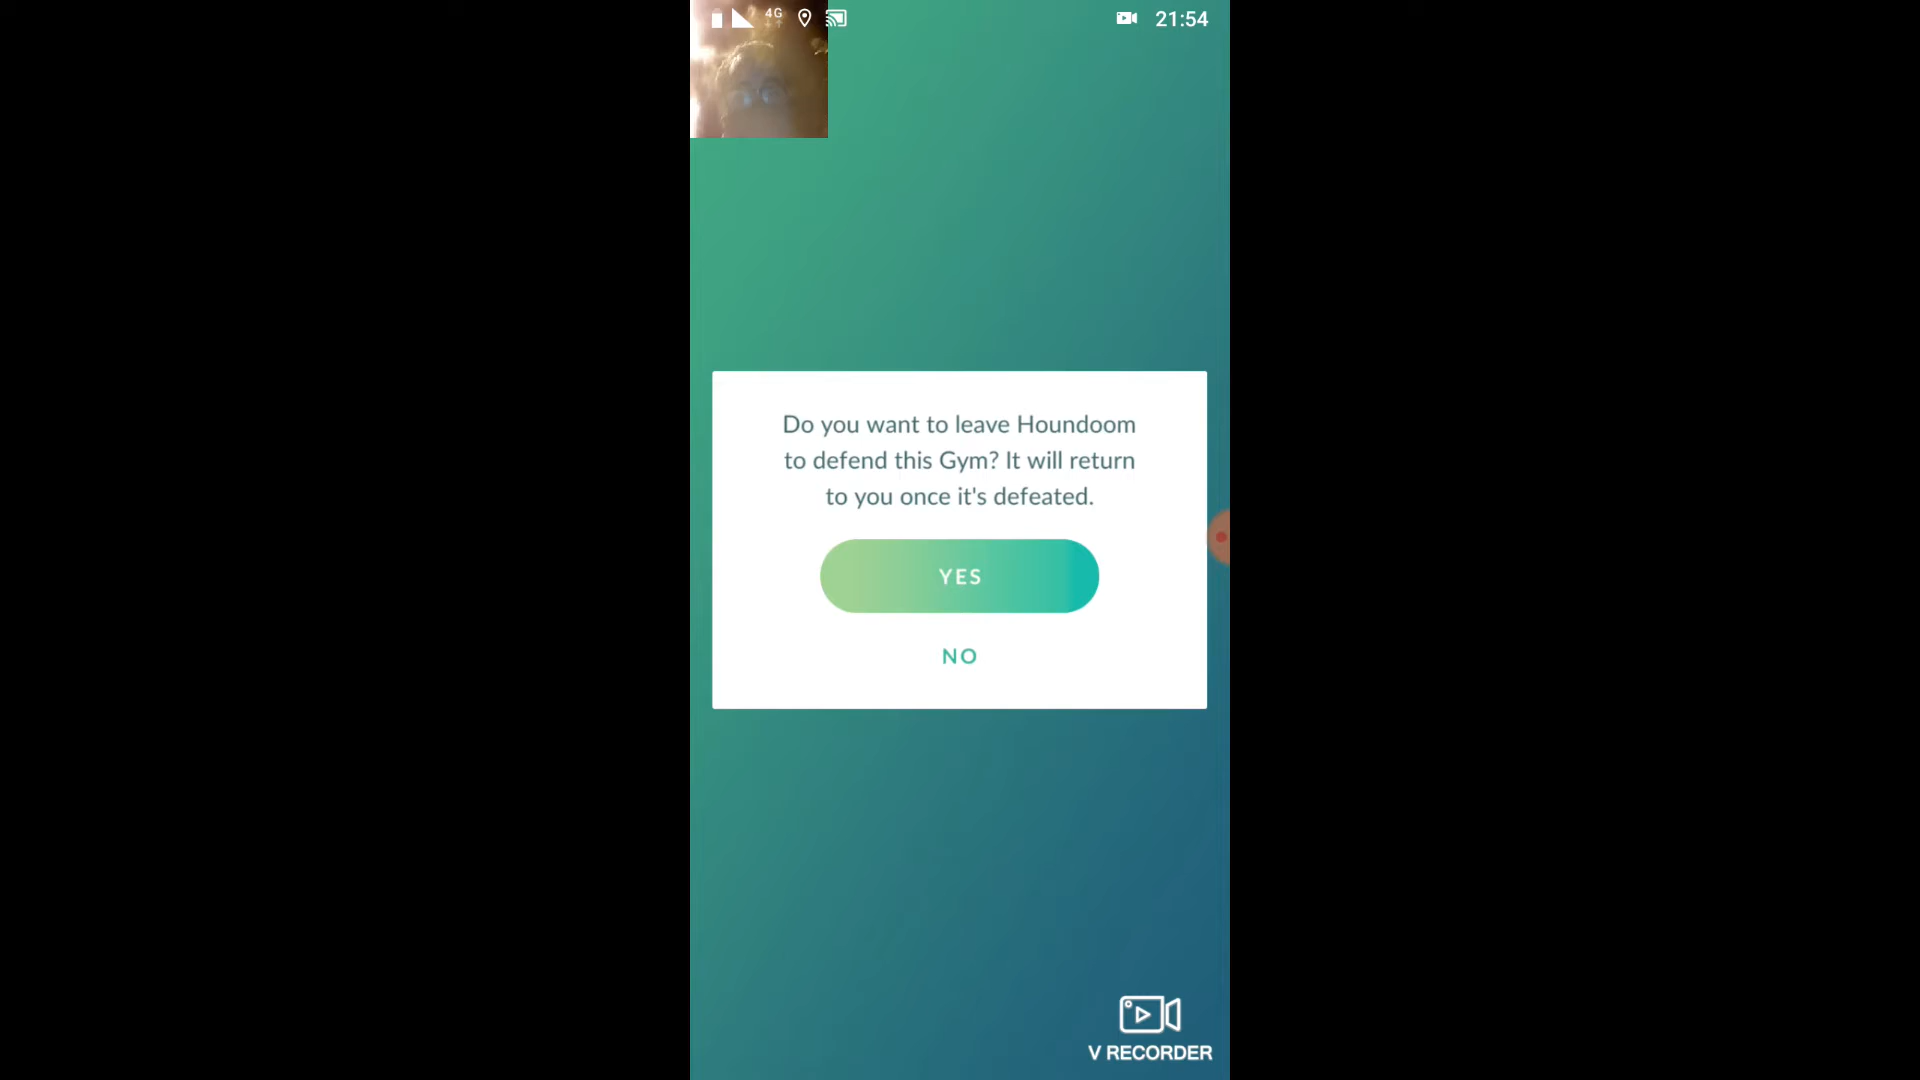 4G
21:54
Do you want to leave Houndoom
to defend this Gym? It will return
to you once it's defeated.
YES
NO
V RECORDER